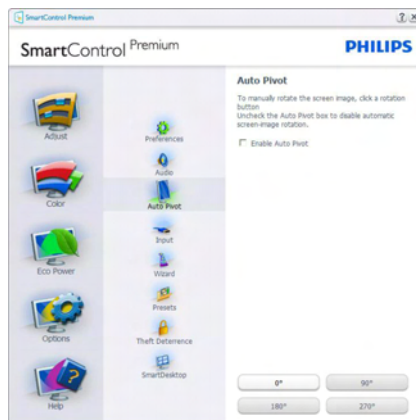 SmartControl Premium
SmartControl Premium
PHILIPS
Adjust
Color
Eco Power
Options
Help
Preferences
Audio
Auto Pivot
Input
Wizard
Presets
Theft Deterrence
SmartDesktop
Auto Pivot
To manually rotate the screen image, click a rotation
button
Uncheck the Auto Pivot box to disable automatic
screen-image rotation.
Enable Auto Pivot
0°
90°
180°
270°